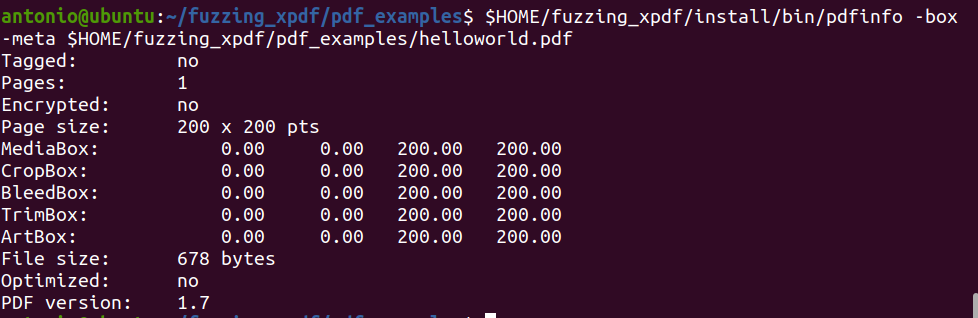 antonio@ubuntu:~/fuzzing_xpdf/pdf_examples$ $HOME/fuzzing_xpdf/install/bin/pdfinfo -box
-meta $HOME/fuzzing_xpdf/pdf_examples/helloworld.pdf
Tagged:         no
Pages:          1
Encrypted:      no
Page size:      200 x 200 pts
MediaBox:           0.00     0.00   200.00   200.00
CropBox:            0.00     0.00   200.00   200.00
BleedBox:           0.00     0.00   200.00   200.00
TrimBox:            0.00     0.00   200.00   200.00
ArtBox:             0.00     0.00   200.00   200.00
File size:      678 bytes
Optimized:      no
PDF version:    1.7